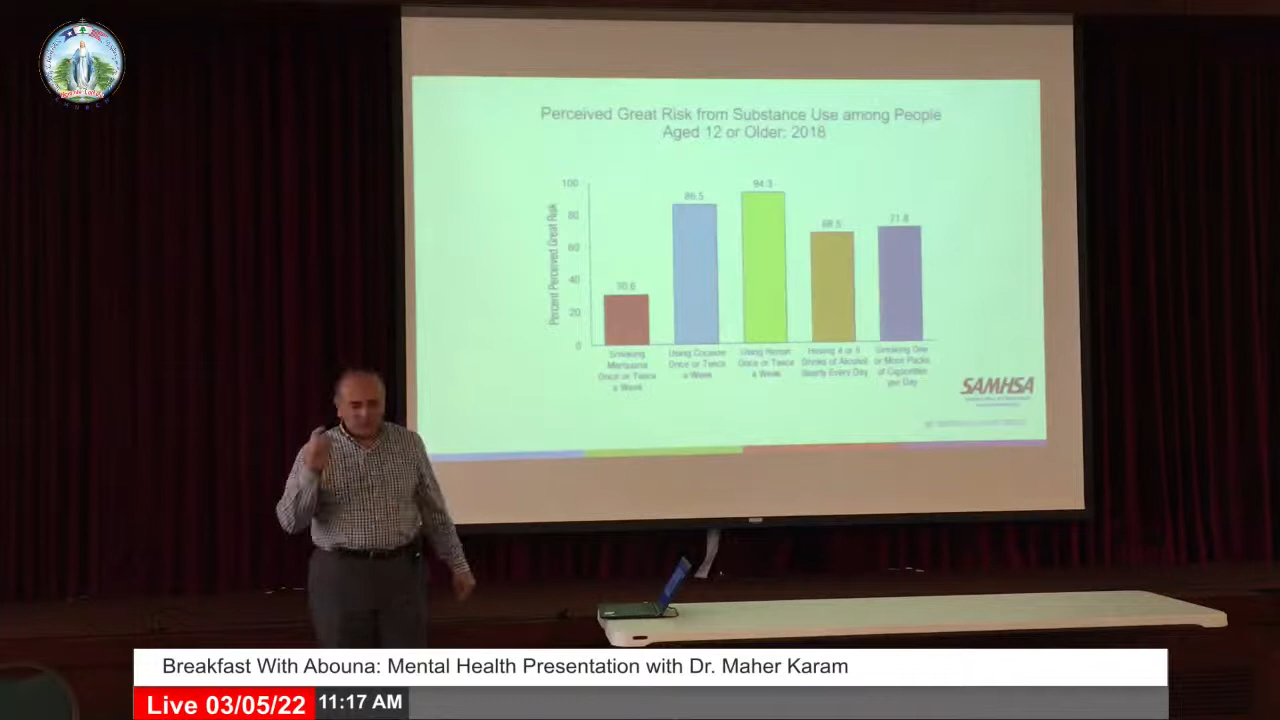 Perceived Great Risk from Substance Use among People
Aged 12 or Older: 2018
Percent Perceived Great Risk
100
80
60
40
20
0
30.6
86.5
94.3
68.5
71.8
Smoking
Marijuana
Once or Twice
a Week
Using Cocaine
Once or Twice
a Week
Using Heroin
Once or Twice
a Week
Having 4 or 5
Drinks of Alcohol
Nearly Every Day
Smoking One
or More Packs
of Cigarettes
per Day
SAMHSA
Breakfast With Abouna: Mental Health Presentation with Dr. Maher Karam
Live 03/05/22
11:17 AM